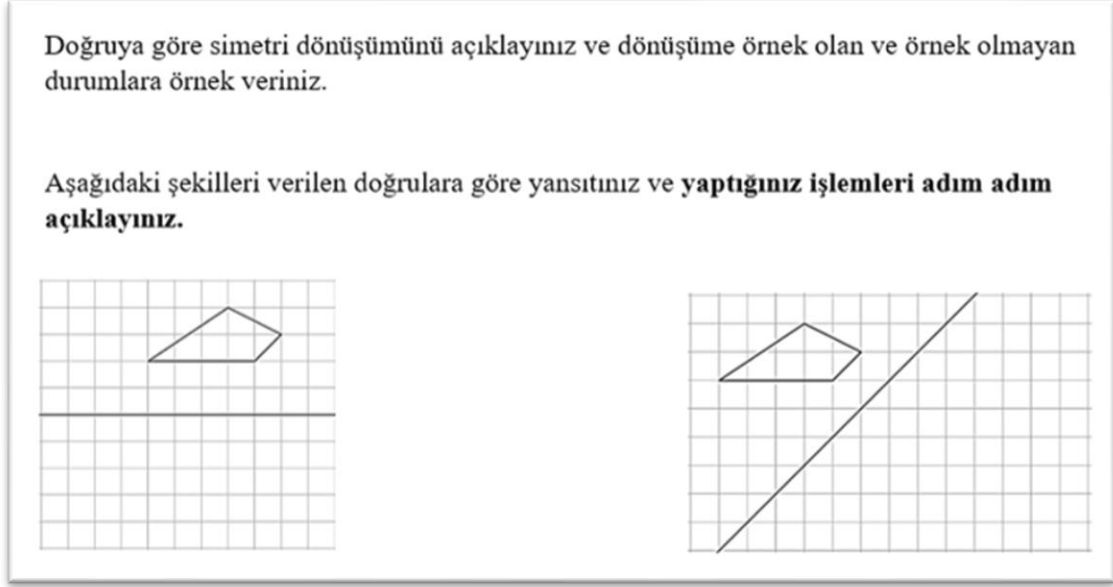 Doğruya göre simetri dönüşümünü açıklayınız ve dönüşüme örnek olan ve örnek olmayan
durumlara örnek veriniz.
Aşağıdaki şekilleri verilen doğrulara göre yansıtınız ve yaptığınız işlemleri adım adım
açıklayınız.